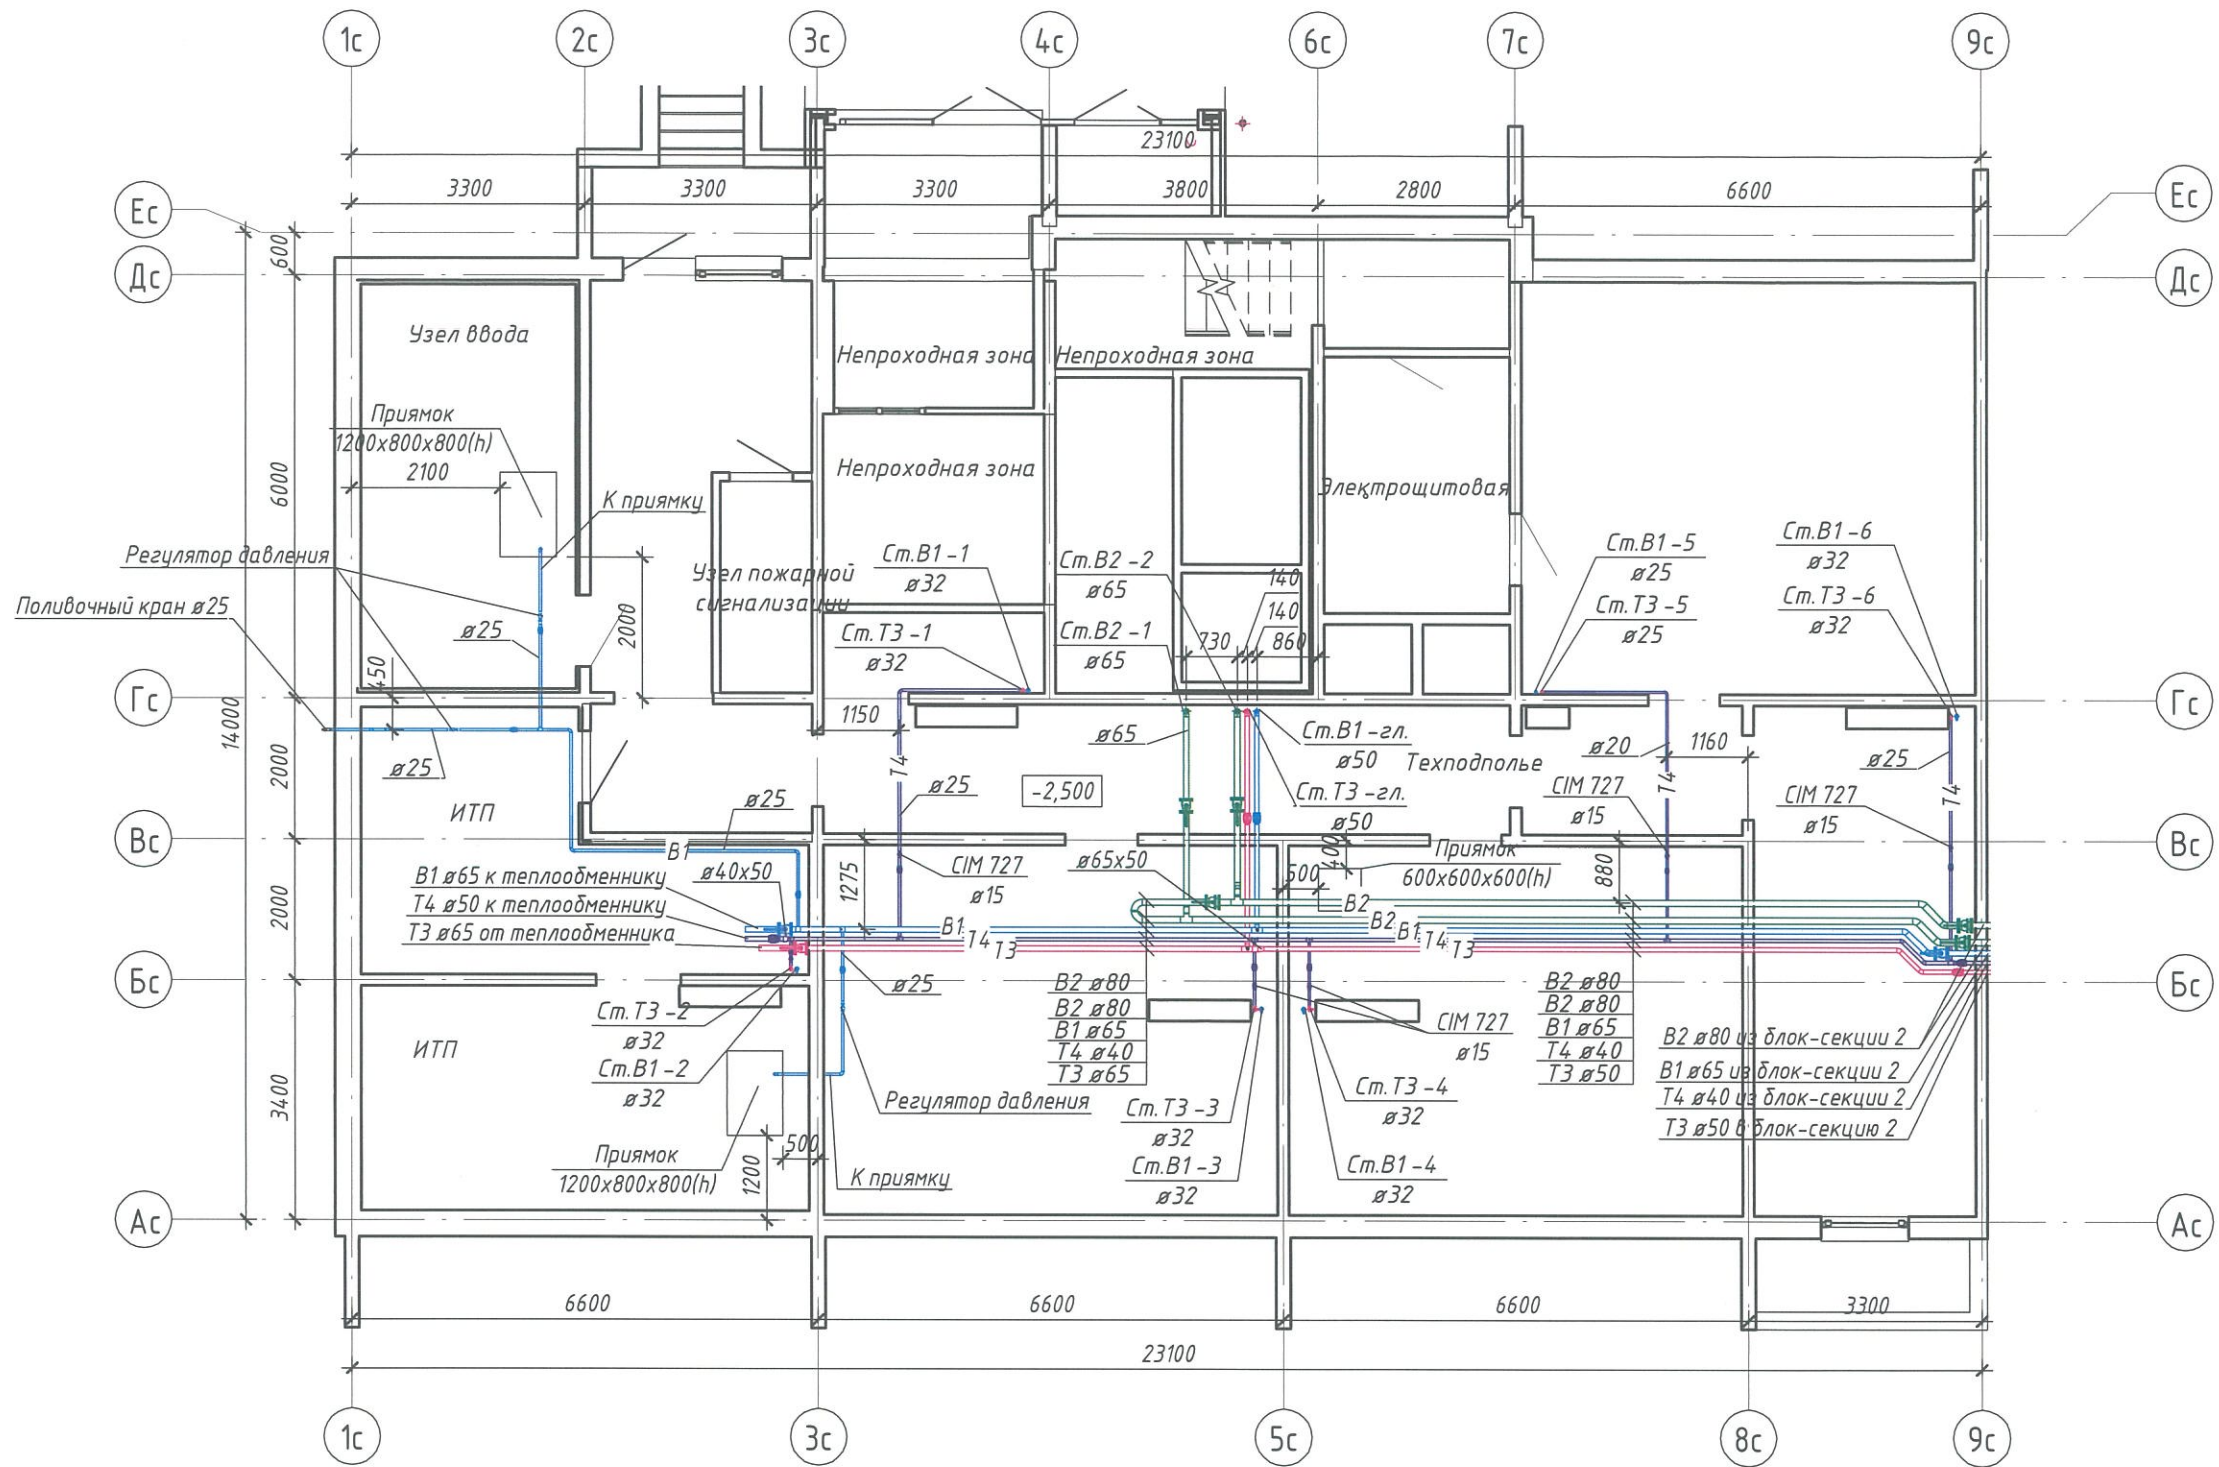 1с
2с
3с
4с
6с
7с
9с
23100
3300
3300
3300
3800
2800
6600
Ес
Ес
600
Дс
Дс
Узел ввода
Непроходная зона
Непроходная зона
Приямок
1200х800х800(h)
2100
6000
Непроходная зона
Электрощитовая
К приямку
Регулятор давления
Поливочный кран ø25
ø25
2000
450
Узел пожарной
сигнализации
Ст.В1-1
ø32
Ст.Т3-1
ø32
Ст.В2-2
ø65
Ст.В2-1
ø65
140
140
730
860
Ст.В1-5
ø25
Ст.Т3-5
ø25
Ст.В1-6
ø32
Ст.Т3-6
ø32
Гс
Гс
14000
1150
ø65
Ст.В1-гл.
ø50
Техподполье
Ст.Т3-гл.
ø50
ø20
1160
ø25
2000
ø25
ИТП
ø25
Т4
ø25
-2,500
CIM 727
ø15
Т4
CIM 727
ø15
Т4
Вс
Вс
В1
В1 ø65 к теплообменнику
Т4 ø50 к теплообменнику
Т3 ø65 от теплообменника
ø40х50
1275
CIM 727
ø15
ø65х50
500
400
Приямок
600х600х600(h)
880
2000
В2
В2
В1
Т4
Т3
В1
Т4
Т3
Бс
Бс
ø25
В2 ø80
В2 ø80
В1 ø65
Т4 ø40
Т3 ø65
В2 ø80
В2 ø80
В1 ø65
Т4 ø40
Т3 ø50
Ст.Т3-2
ø32
Ст.В1-2
ø32
ИТП
CIM 727
ø15
В2 ø80 из блок-секции 2
В1 ø65 из блок-секции 2
Т4 ø40 из блок-секции 2
Т3 ø50 в блок-секцию 2
3400
Регулятор давления
Ст.Т3-3
ø32
Ст.В1-3
ø32
Ст.Т3-4
ø32
Ст.В1-4
ø32
Приямок
1200х800х800(h)
500
1200
К приямку
Ас
Ас
6600
6600
6600
3300
23100
1с
3с
5с
8с
9с